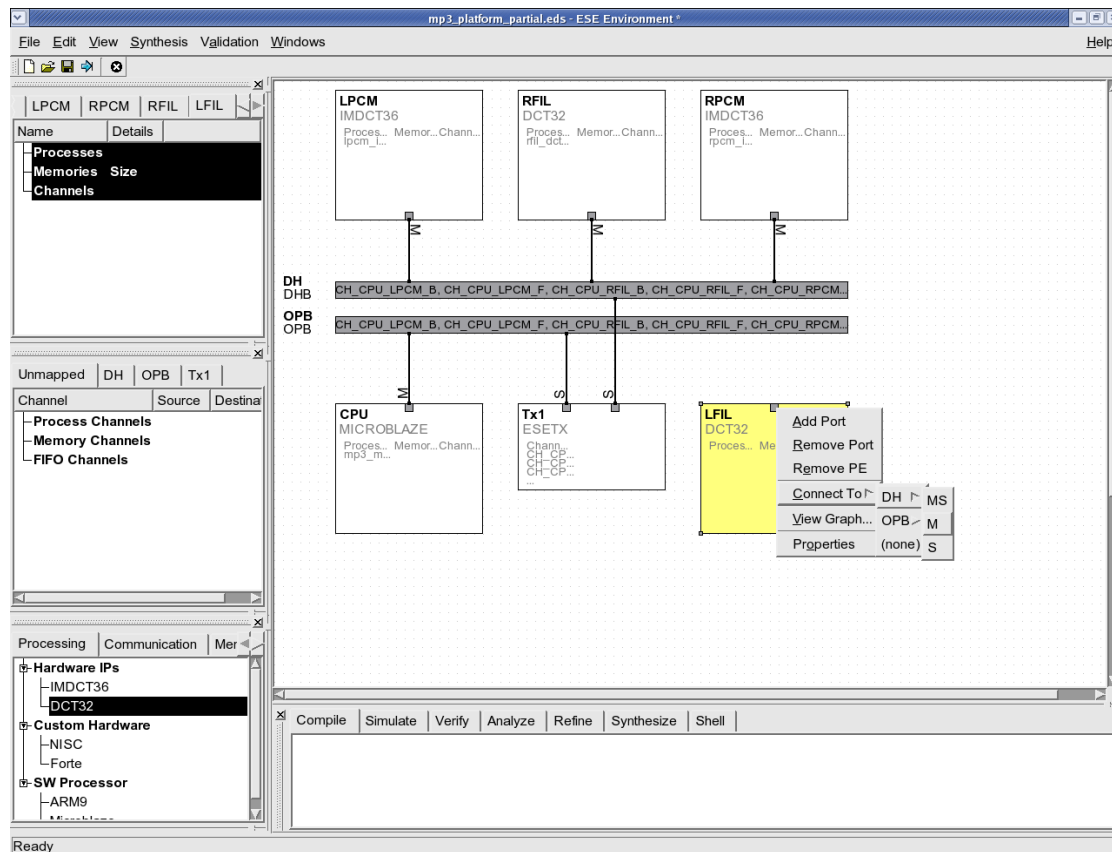 mp3_platform_partial.eds - ESE Environment *
File Edit View Synthesis Validation Windows Help
LPCM RPCM RFIL LFIL
Name Details
Processes
Memories Size
Channels
Unmapped DH OPB Tx1
Channel Source Destinat
Process Channels
Memory Channels
FIFO Channels
Processing Communication Mer
Hardware IPs
IMDCT36
DCT32
Custom Hardware
NISC
Forte
SW Processor
ARM9
Microblaze
LPCM
IMDCT36
Proces... Memor... Chann...
lpcm_i...
RFIL
DCT32
Proces... Memor... Chann...
rfil_dct...
RPCM
IMDCT36
Proces... Memor... Chann...
rpcm_i...
M M M
DH
DHB
CH_CPU_LPCM_B, CH_CPU_LPCM_F, CH_CPU_RFIL_B, CH_CPU_RFIL_F, CH_CPU_RPCM...
OPB
OPB
CH_CPU_LPCM_B, CH_CPU_LPCM_F, CH_CPU_RFIL_B, CH_CPU_RFIL_F, CH_CPU_RPCM...
M S S
CPU
MICROBLAZE
Proces... Memor... Chann...
mp3_m...
Tx1
ESETX
Chann...
CH_CP...
CH_CP...
CH_CP...
...
LFIL
DCT32
Proces... Me
Add Port
Remove Port
Remove PE
Connect To
View Graph...
Properties
DH
OPB
(none)
MS
M
S
Compile Simulate Verify Analyze Refine Synthesize Shell
Ready